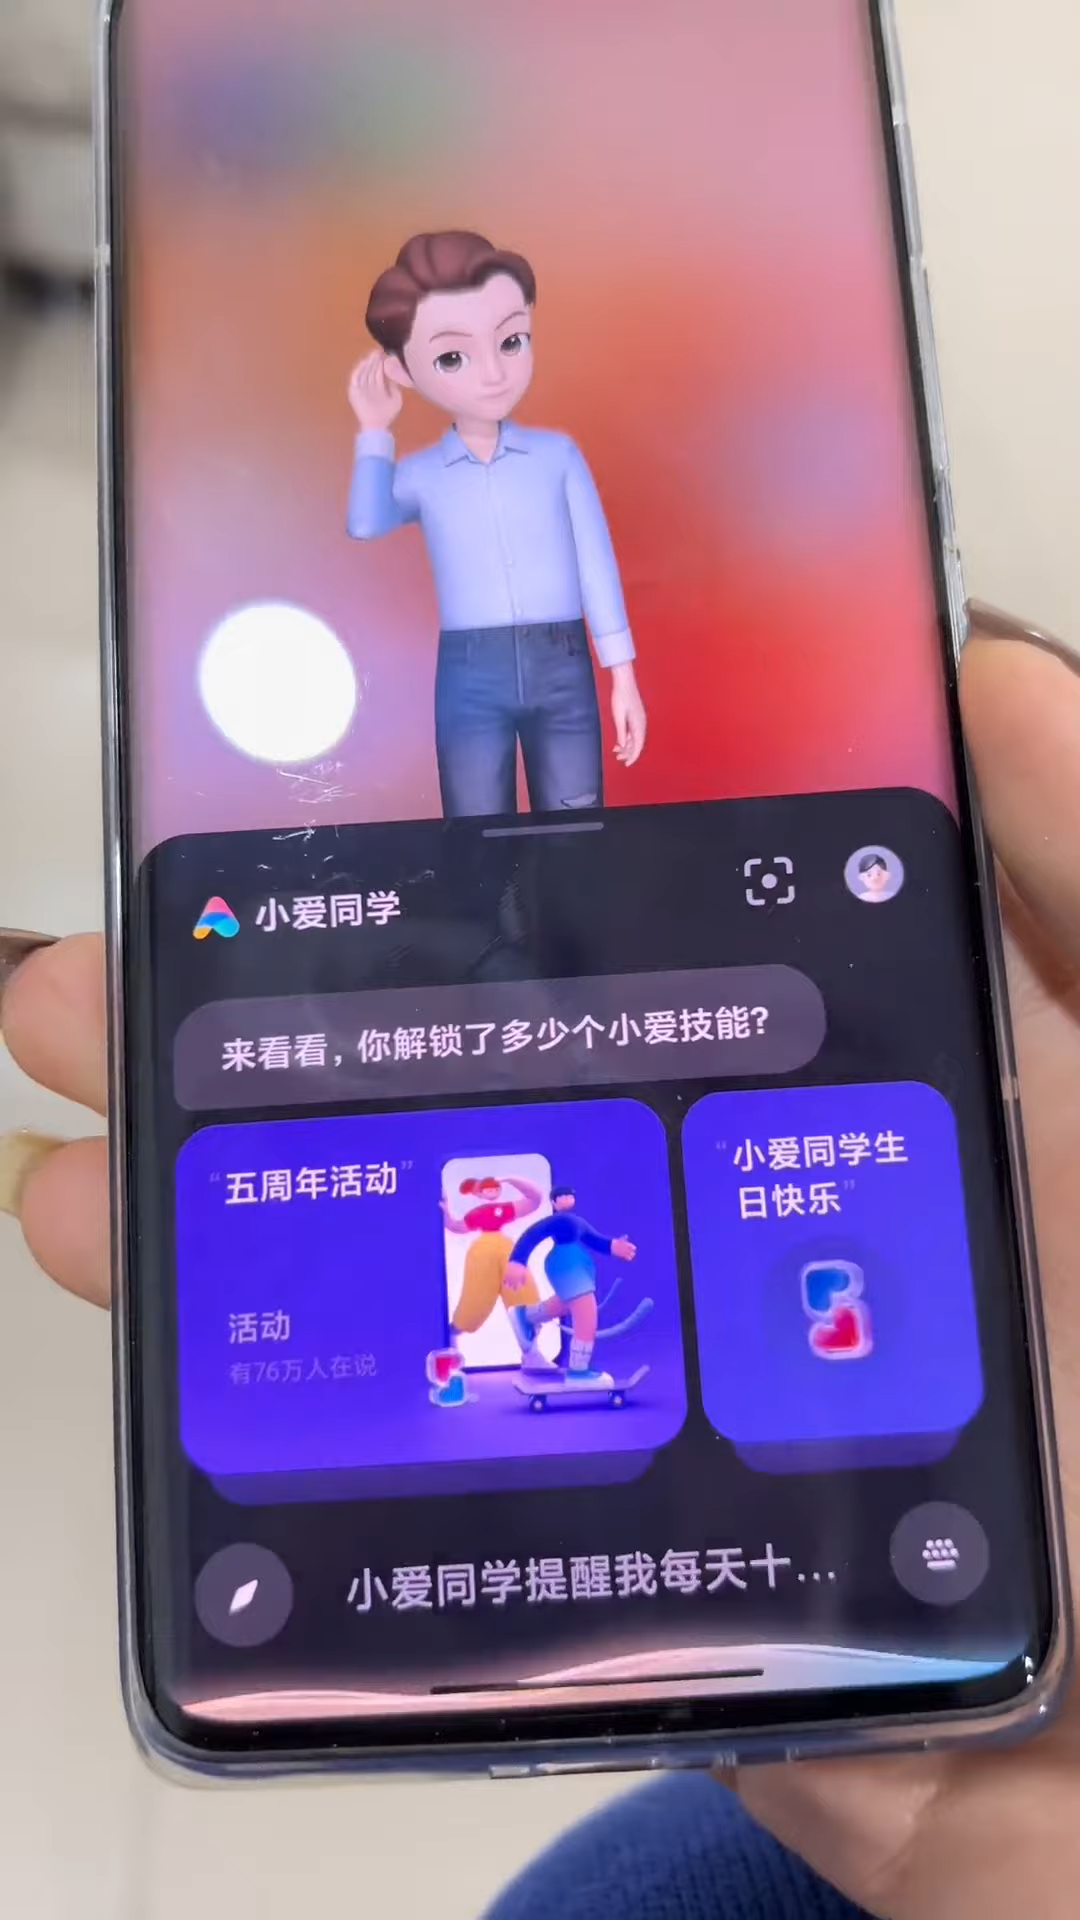 小爱同学
来看看，你解锁了多少个小爱技能?
“五周年活动”
活动
有76万人在说
“小爱同学生
日快乐”
小爱同学提醒我每天十...